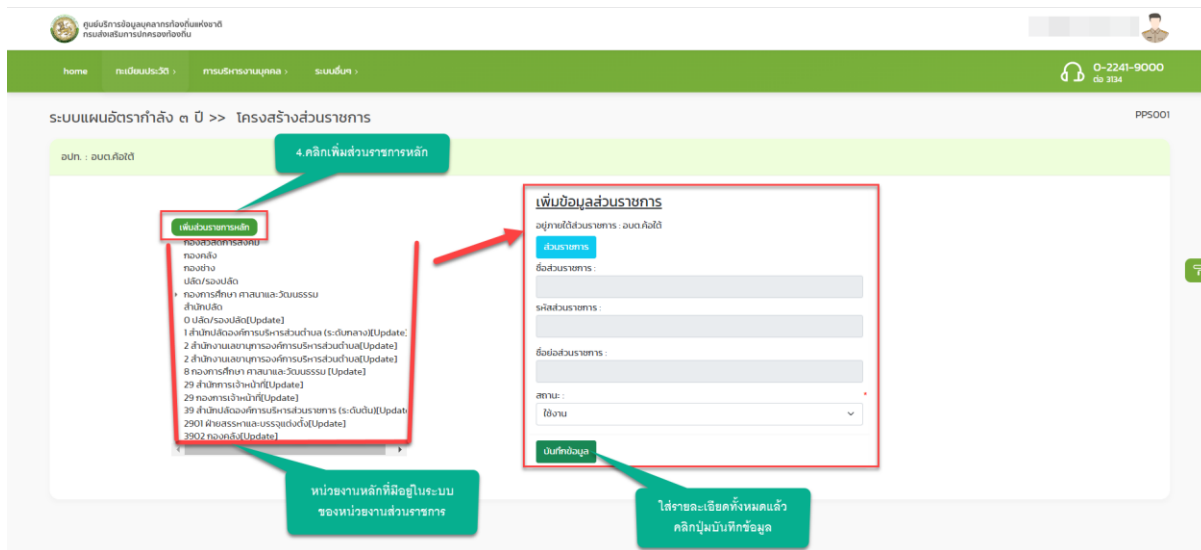 ศูนย์บริการข้อมูลบุคลากรท้องถิ่นแห่งชาติ
กรมส่งเสริมการปกครองท้องถิ่น
home
ทะเบียนประวัติ ›
การบริหารงานบุคคล ›
ระบบอื่นๆ ›
0-2241-9000
ต่อ 3134
ระบบแผนอัตรากำลัง ๓ ปี >> โครงสร้างส่วนราชการ
PPS001
อปท. : อบต.ค้อใต้
4.คลิกเพิ่มส่วนราชการหลัก
เพิ่มส่วนราชการหลัก
กองสวัสดิการสังคม
กองคลัง
กองช่าง
ปลัด/รองปลัด
กองการศึกษา ศาสนาและวัฒนธรรม
สำนักปลัด
0 ปลัด/รองปลัด[Update]
1 สำนักปลัดองค์การบริหารส่วนตำบล (ระดับกลาง)[Update]
2 สำนักงานเลขานุการองค์การบริหารส่วนตำบล[Update]
2 สำนักงานเลขานุการองค์การบริหารส่วนตำบล[Update]
8 กองการศึกษา ศาสนาและวัฒนธรรม [Update]
29 สำนักการเจ้าหน้าที่[Update]
29 กองการเจ้าหน้าที่[Update]
39 สำนักปลัดองค์การบริหารส่วนราชการ (ระดับต้น)[Updat
2901 ฝ่ายสรรหาและบรรจุแต่งตั้ง[Update]
3902 กองคลัง[Update]
หน่วยงานหลักที่มีอยู่ในระบบ
ของหน่วยงานส่วนราชการ
เพิ่มข้อมูลส่วนราชการ
อยู่ภายใต้ส่วนราชการ : อบต.ค้อใต้
ส่วนราชการ
ชื่อส่วนราชการ :
รหัสส่วนราชการ :
ชื่อย่อส่วนราชการ :
สถานะ : *
ใช้งาน
บันทึกข้อมูล
ใส่รายละเอียดทั้งหมดแล้ว
คลิกปุ่มบันทึกข้อมูล